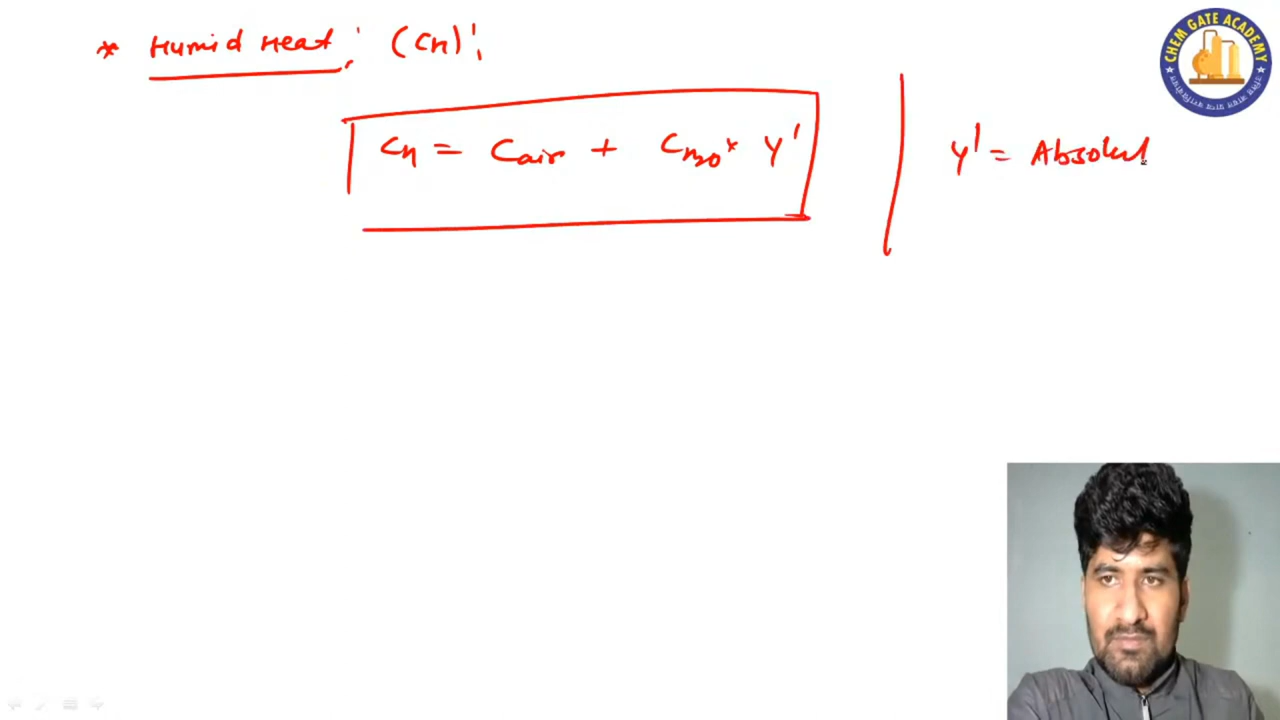 * Humid Heat: (CH)':
CH = Cair + CH2O * Y'
Y' = Absolut
CHEM GATE ACADEMY